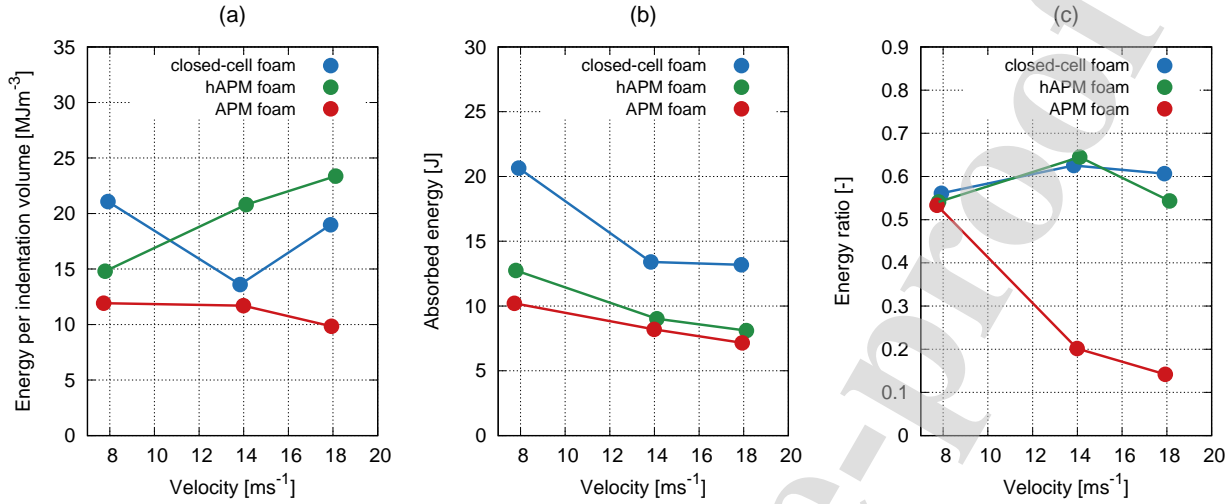 (a)
Energy per indentation volume [MJm⁻³]
35
30
25
20
15
10
5
0
closed-cell foam
hAPM foam
APM foam
8 10 12 14 16 18 20
Velocity [ms⁻¹]
(b)
Absorbed energy [J]
30
25
20
15
10
5
0
closed-cell foam
hAPM foam
APM foam
8 10 12 14 16 18 20
Velocity [ms⁻¹]
(c)
Energy ratio [-]
0.9
0.8
0.7
0.6
0.5
0.4
0.3
0.2
0.1
0
closed-cell foam
hAPM foam
APM foam
8 10 12 14 16 18 20
Velocity [ms⁻¹]
e-proof